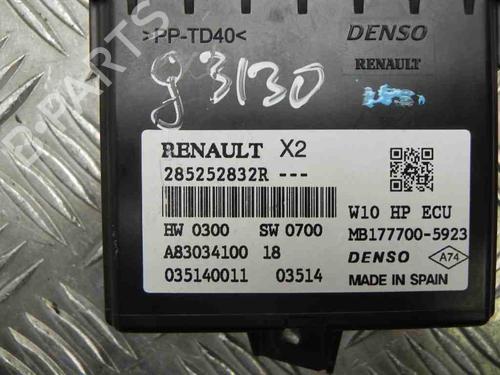 >PP-TD40<
DENSO
RENAULT
93130
RENAULT X2
285252832R ---
HW 0300 SW 0700
A83034100 18
035140011 03514
W10 HP ECU
MB177700-5923
DENSO A74
MADE IN SPAIN
B-PARTS